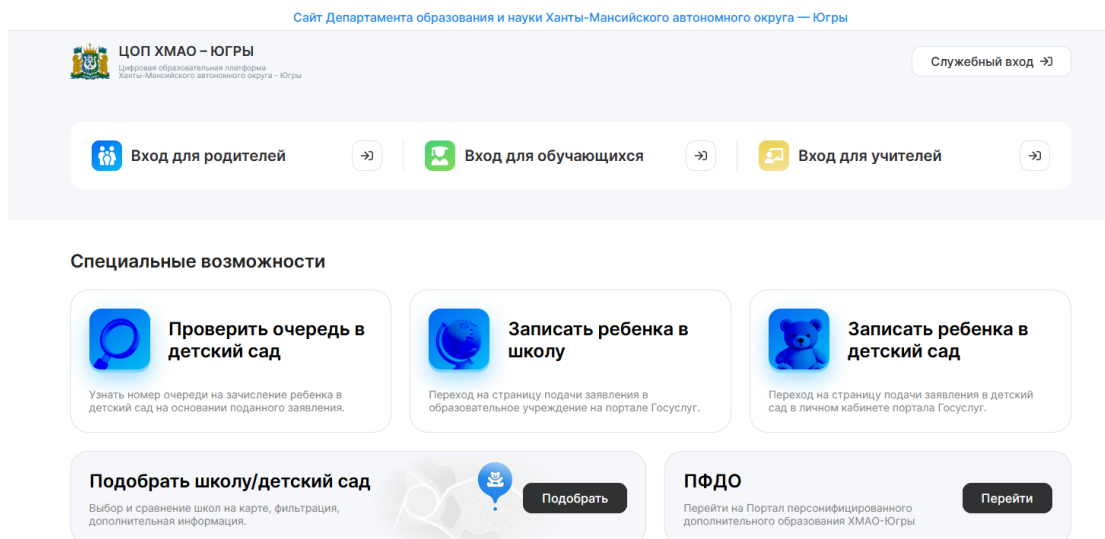 Сайт Департамента образования и науки Ханты-Мансийского автономного округа — Югры
ЦОП ХМАО – ЮГРЫ
Цифровая образовательная платформа
Ханты-Мансийского автономного округа - Югры
Служебный вход
Вход для родителей
Вход для обучающихся
Вход для учителей
Специальные возможности
Проверить очередь в
детский сад
Узнать номер очереди на зачисление ребенка в
детский сад на основании поданного заявления.
Записать ребенка в
школу
Переход на страницу подачи заявления в
образовательное учреждение на портале Госуслуг.
Записать ребенка в
детский сад
Переход на страницу подачи заявления в детский
сад в личном кабинете портала Госуслуг.
Подобрать школу/детский сад
Выбор и сравнение школ на карте, фильтрация,
дополнительная информация.
Подобрать
ПФДО
Перейти на Портал персонифицированного
дополнительного образования ХМАО-Югры
Перейти